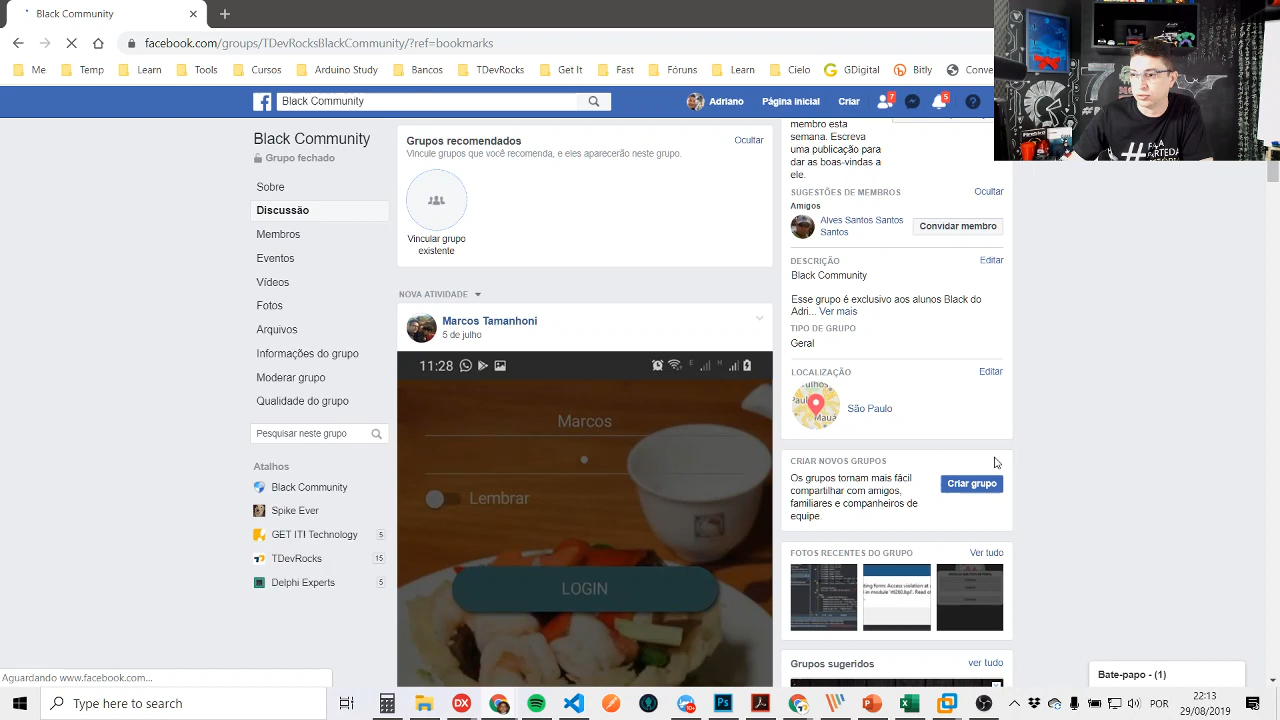 Black Community
facebook.com/groups/TDevRocksBlackCommunity
=bookmarks
Me
Temp
Learn
Cursos
Bancos
TDevRocks
Get It
Fast
Foruns
Learn
GDigital
Bitly
Conve
Black Community
Adriano
Página inicial
Criar
7
5
Black Community
Grupo fechado
Sobre
Discussão
Membros
Eventos
Vídeos
Fotos
Arquivos
Informações do grupo
Moderar grupo
Qualidade do grupo
Pesquisar neste grupo
Atalhos
Black Community
Spike Ever
GET IT! Technology 5
TDevRocks 15
Delphi Experts 5
Grupos recomendados
Ocultar
Vincule grupos que você recomenda, e eles aparecerão neste grupo.
Vincular grupo
existente
NOVA ATIVIDADE
Marcos Tamanhoni
5 de julho
11:28
E
H
Marcos
Lembrar
LOGIN
membro esta
semana. Escreva
uma publicação para
dar as boas-vindas a
ele.
SUGESTÕES DE MEMBROS
Ocultar
Amigos
Alves Santos Santos
Santos
Convidar membro
DESCRIÇÃO
Editar
Black Community
Esse grupo é exclusivo aos alunos Black do
Adri... Ver mais
TIPO DE GRUPO
Geral
LOCALIZAÇÃO
Editar
Mauá
São Paulo
CRIAR NOVOS GRUPOS
Os grupos tornam mais fácil
compartilhar com amigos,
familiares e companheiros de
equipe.
Criar grupo
FOTOS RECENTES DO GRUPO
Ver tudo
Grupos sugeridos
ver tudo
Aguardando www.facebook.com...
Bate-papo - (1)
Type here to search
10+
POR
22:13
29/08/2019